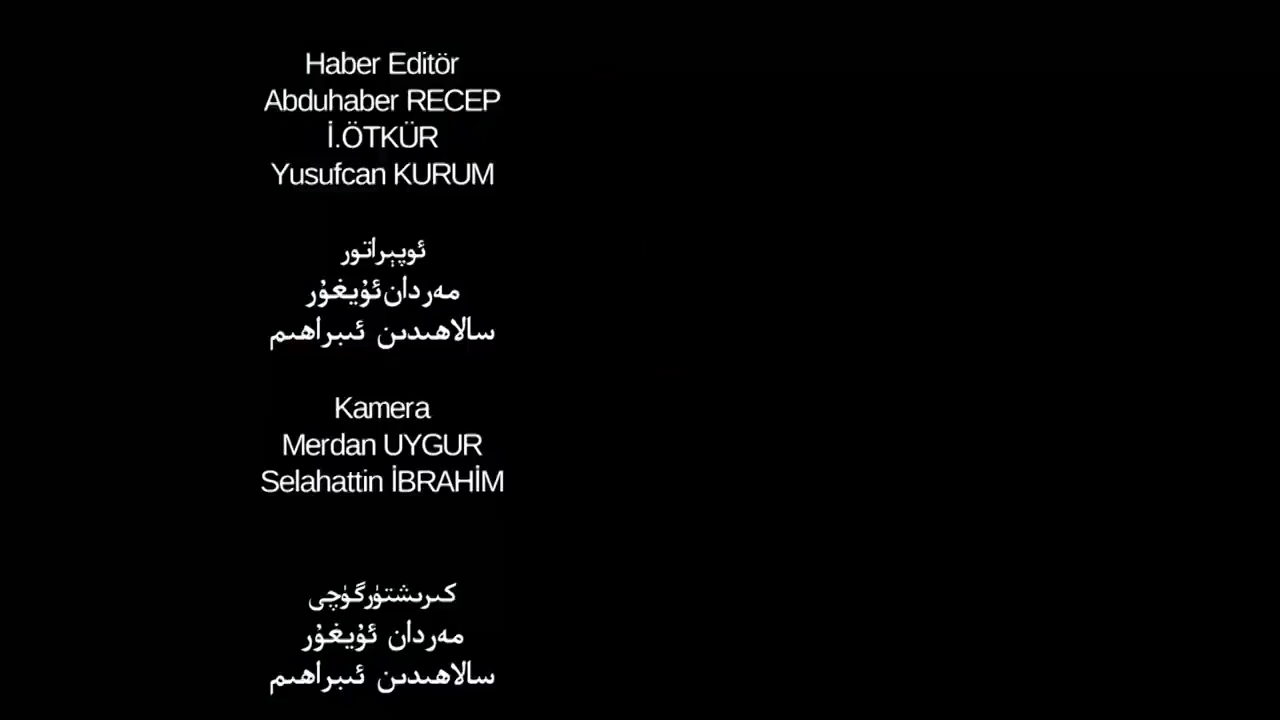 Haber Editör
Abduhaber RECEP
İ.ÖTKÜR
Yusufcan KURUM
ئوپېراتور
مەردان ئۇيغۇر
سالاھىدىن ئىبراھىم
Kamera
Merdan UYGUR
Selahattin İBRAHİM
كىرىشتۈرگۈچى
مەردان ئۇيغۇر
سالاھىدىن ئىبراھىم